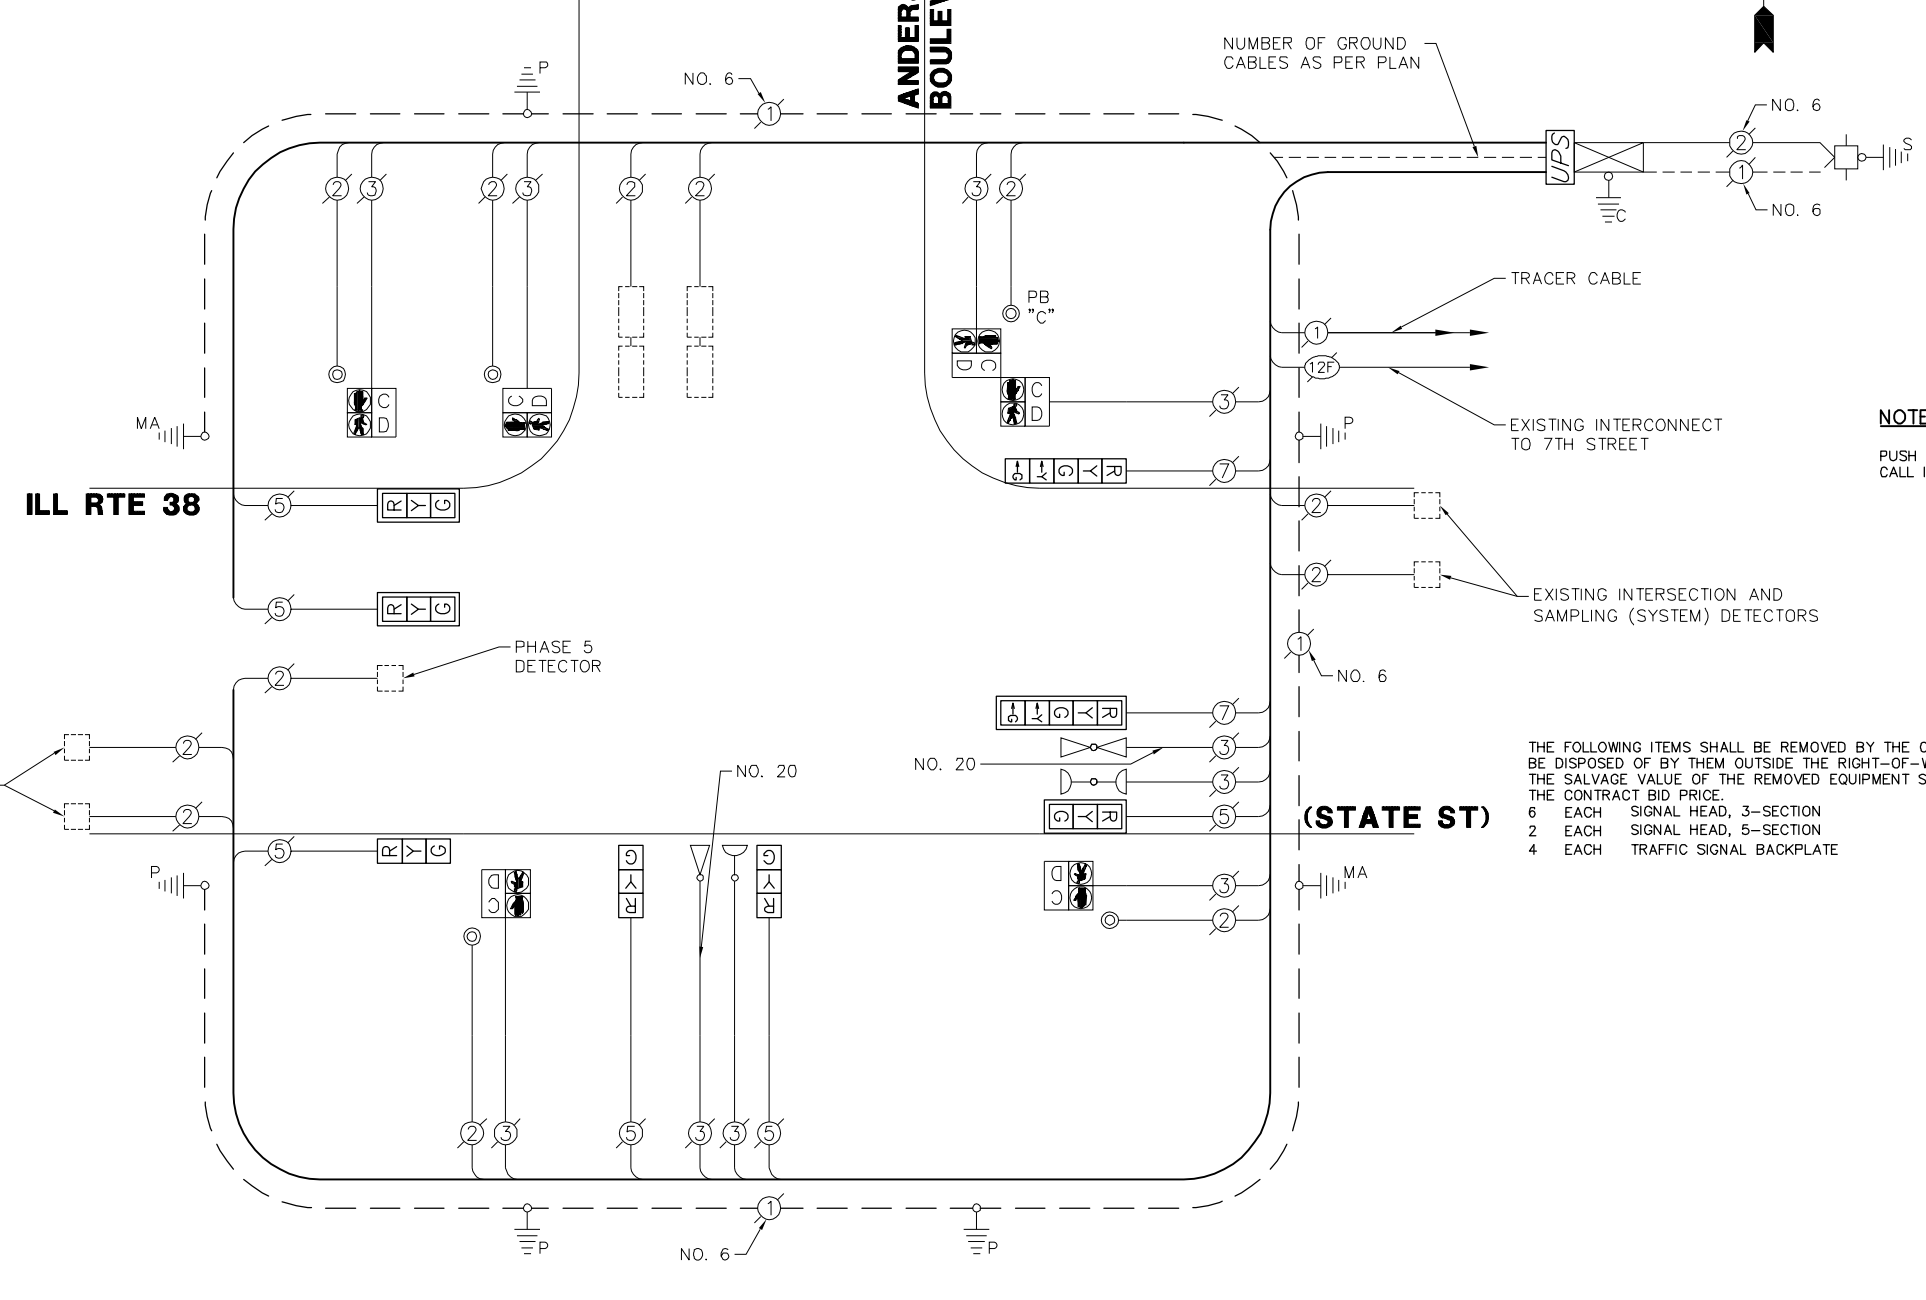 ANDERS
BOULEV
NUMBER OF GROUND
CABLES AS PER PLAN
P
NO. 6
1
NO. 6
2
UPS
S
1
C
NO. 6
2
3
2
3
2
2
3
2
TRACER CABLE
PB
"C"
1
12F
C
D
C
D
C
D
C
D
3
EXISTING INTERCONNECT
TO 7TH STREET
P
MA
NOTE
PUSH
CALL
G
Y
G
Y
R
7
ILL RTE 38
5
R
Y
G
2
2
EXISTING INTERSECTION AND
SAMPLING (SYSTEM) DETECTORS
5
R
Y
G
1
NO. 6
PHASE 5
DETECTOR
2
G
Y
G
Y
R
7
2
3
NO. 20
NO. 20
3
2
G
Y
R
5
(STATE ST)
THE FOLLOWING ITEMS SHALL BE REMOVED BY THE
BE DISPOSED OF BY THEM OUTSIDE THE RIGHT-OF-
THE SALVAGE VALUE OF THE REMOVED EQUIPMENT
THE CONTRACT BID PRICE.
6 EACH SIGNAL HEAD, 3-SECTION
2 EACH SIGNAL HEAD, 5-SECTION
4 EACH TRAFFIC SIGNAL BACKPLATE
5
R
Y
G
P
D
C
G
Y
R
G
Y
R
D
C
3
MA
2
2
3
5
3
3
5
1
NO. 6
P
P